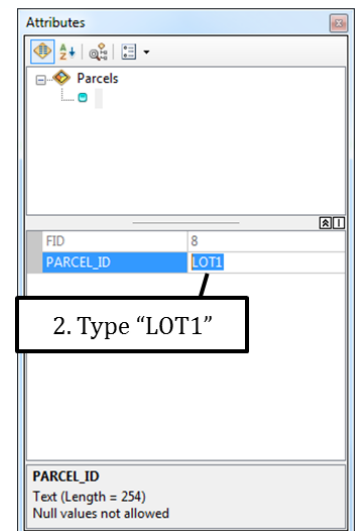 Attributes
Parcels
FID 8
PARCEL_ID LOT1
2. Type “LOT1”
PARCEL_ID
Text (Length = 254)
Null values not allowed